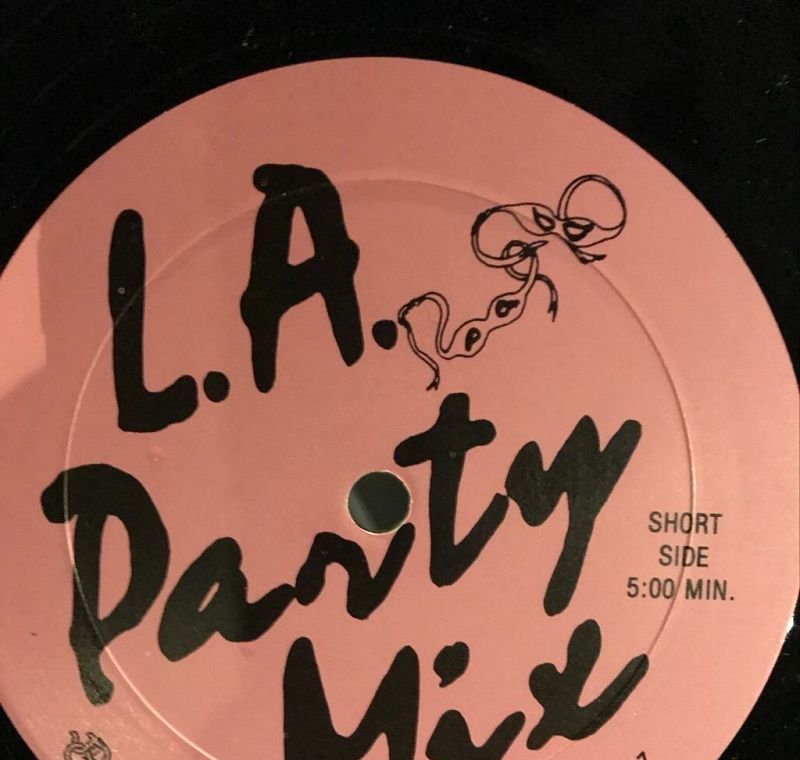 L.A.
Party
Mix
SHORT
SIDE
5:00 MIN.